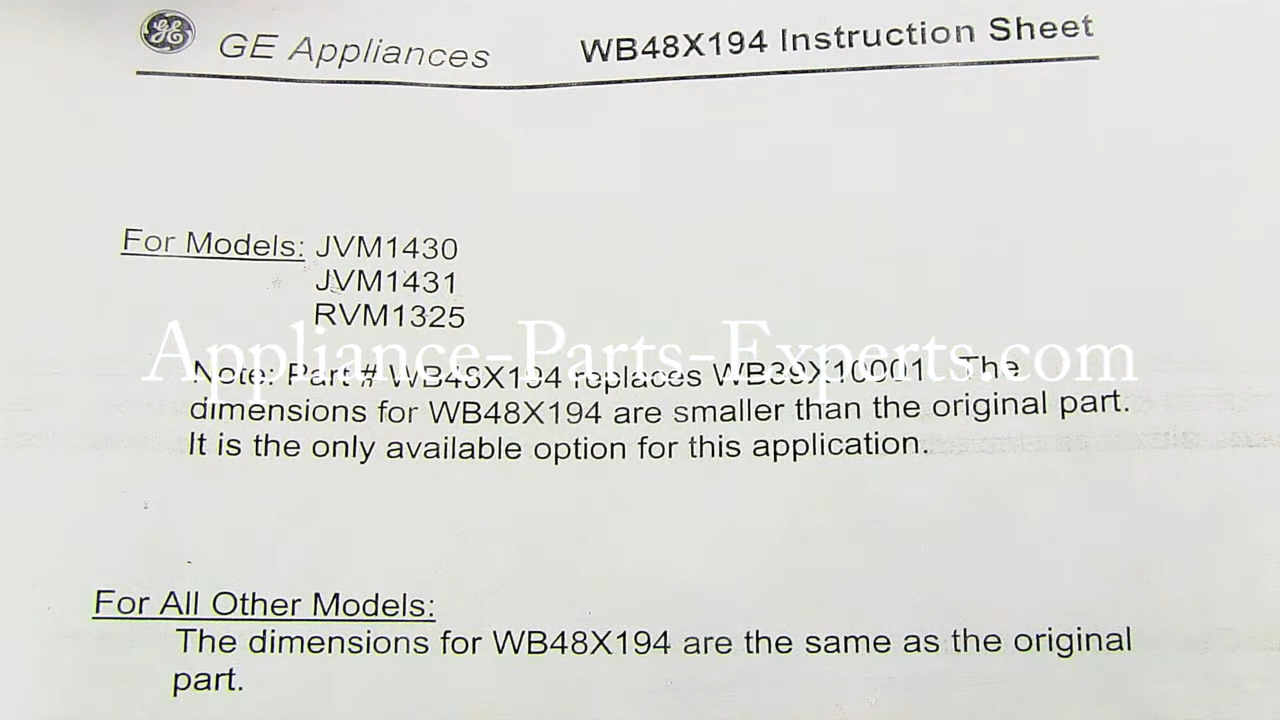 GE GE Appliances WB48X194 Instruction Sheet
For Models: JVM1430
JVM1431
RVM1325
Appliance-Parts-Experts.com
Note: Part # WB48X194 replaces WB39X10001 The
dimensions for WB48X194 are smaller than the original part.
It is the only available option for this application.
For All Other Models:
The dimensions for WB48X194 are the same as the original
part.